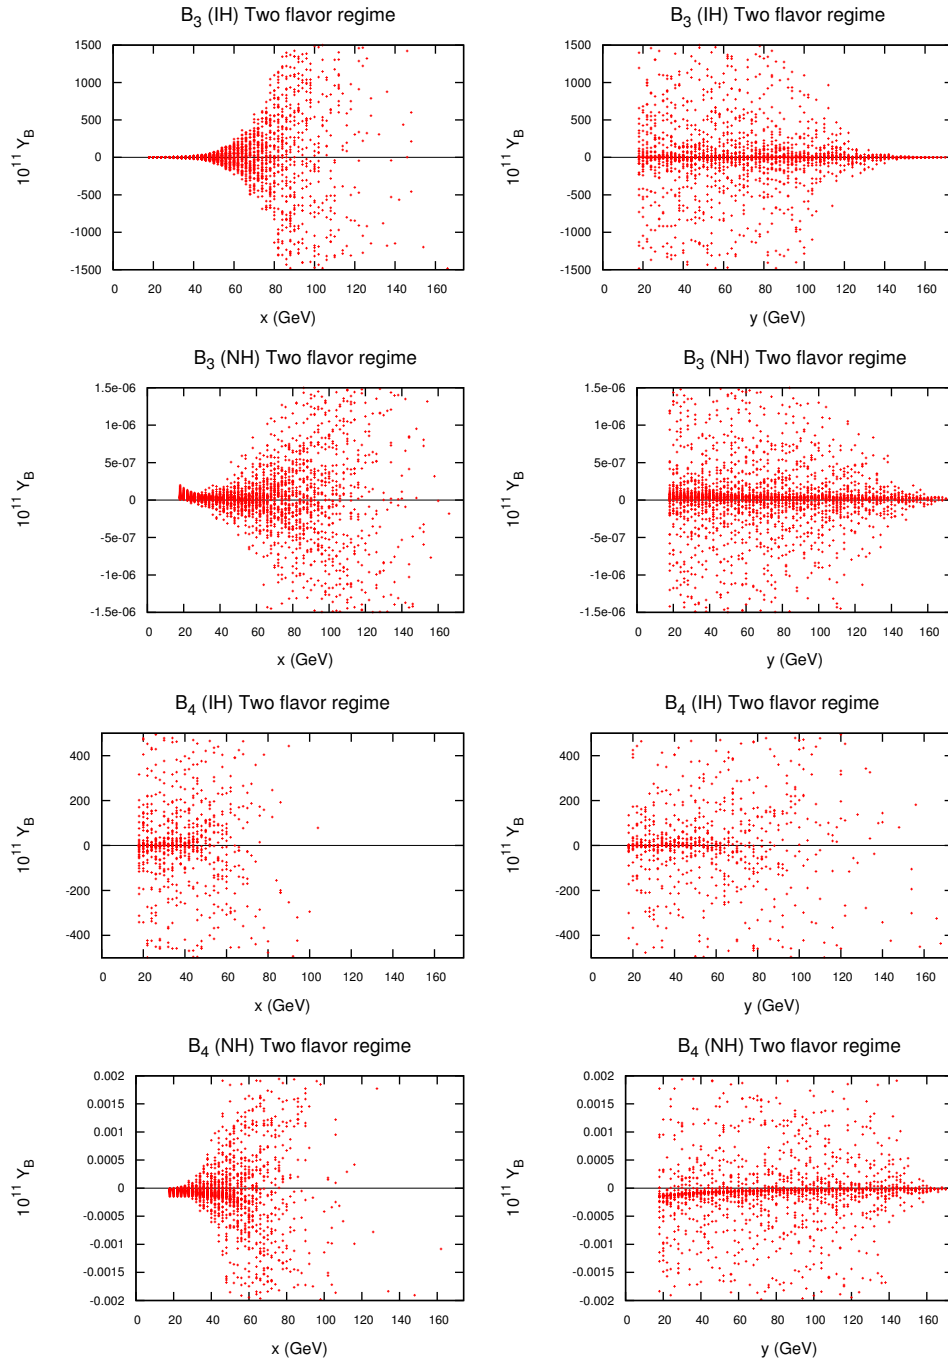 B3 (IH) Two flavor regime
10^11 Y_B
1500
1000
500
0
-500
-1000
-1500
0 20 40 60 80 100 120 140 160
x (GeV)
B3 (IH) Two flavor regime
10^11 Y_B
1500
1000
500
0
-500
-1000
-1500
0 20 40 60 80 100 120 140 160
y (GeV)
B3 (NH) Two flavor regime
10^11 Y_B
1.5e-06
1e-06
5e-07
0
-5e-07
-1e-06
-1.5e-06
0 20 40 60 80 100 120 140 160
x (GeV)
B3 (NH) Two flavor regime
10^11 Y_B
1.5e-06
1e-06
5e-07
0
-5e-07
-1e-06
-1.5e-06
0 20 40 60 80 100 120 140 160
y (GeV)
B4 (IH) Two flavor regime
10^11 Y_B
400
200
0
-200
-400
0 20 40 60 80 100 120 140 160
x (GeV)
B4 (IH) Two flavor regime
10^11 Y_B
400
200
0
-200
-400
0 20 40 60 80 100 120 140 160
y (GeV)
B4 (NH) Two flavor regime
10^11 Y_B
0.002
0.0015
0.001
0.0005
0
-0.0005
-0.001
-0.0015
-0.002
0 20 40 60 80 100 120 140 160
x (GeV)
B4 (NH) Two flavor regime
10^11 Y_B
0.002
0.0015
0.001
0.0005
0
-0.0005
-0.001
-0.0015
-0.002
0 20 40 60 80 100 120 140 160
y (GeV)